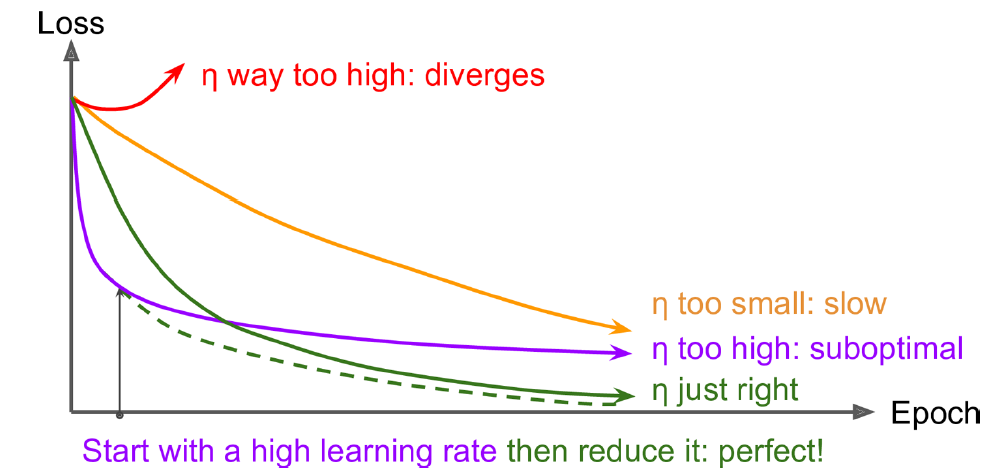 Loss
η way too high: diverges
η too small: slow
η too high: suboptimal
η just right
Epoch
Start with a high learning rate then reduce it: perfect!